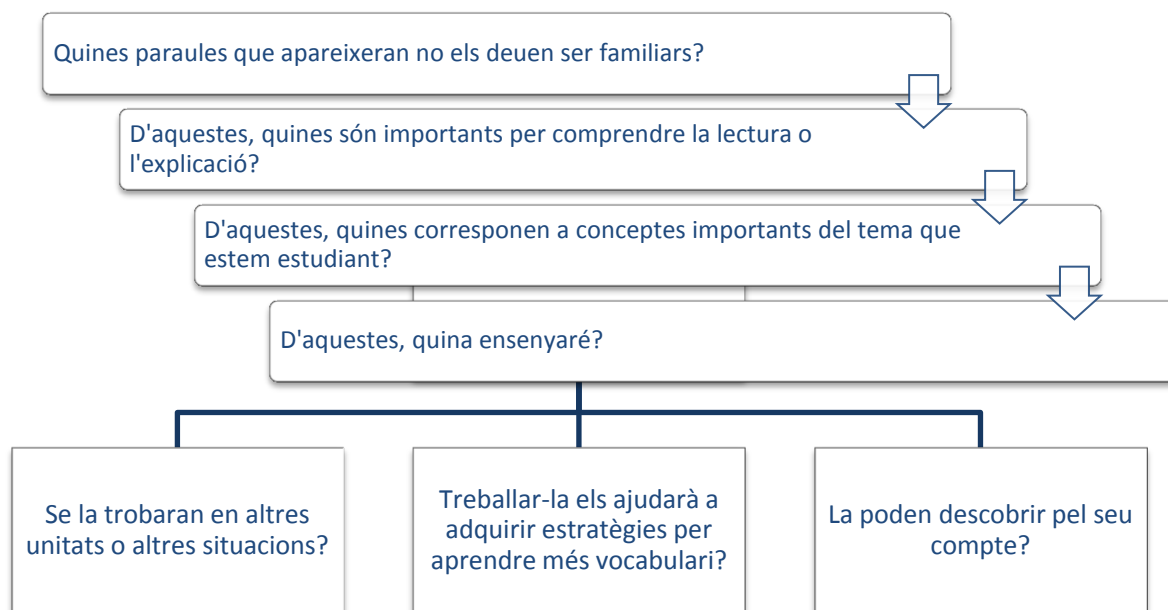 Quines paraules que apareixeran no els deuen ser familiars?
D'aquestes, quines són importants per comprendre la lectura o
l'explicació?
D'aquestes, quines corresponen a conceptes importants del tema que
estem estudiant?
D'aquestes, quina ensenyaré?
Se la trobaran en altres
unitats o altres situacions?
Treballar-la els ajudarà a
adquirir estratègies per
aprendre més vocabulari?
La poden descobrir pel seu
compte?